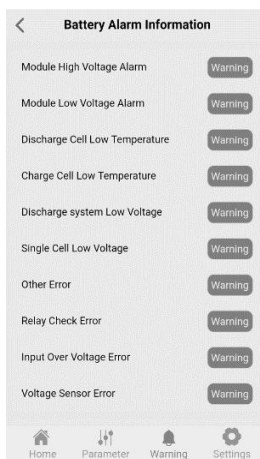 Battery Alarm Information
Module High Voltage Alarm Warning
Module Low Voltage Alarm Warning
Discharge Cell Low Temperature Warning
Charge Cell Low Temperature Warning
Discharge system Low Voltage Warning
Single Cell Low Voltage Warning
Other Error Warning
Relay Check Error Warning
Input Over Voltage Error Warning
Voltage Sensor Error Warning
Home Parameter Warning Settings